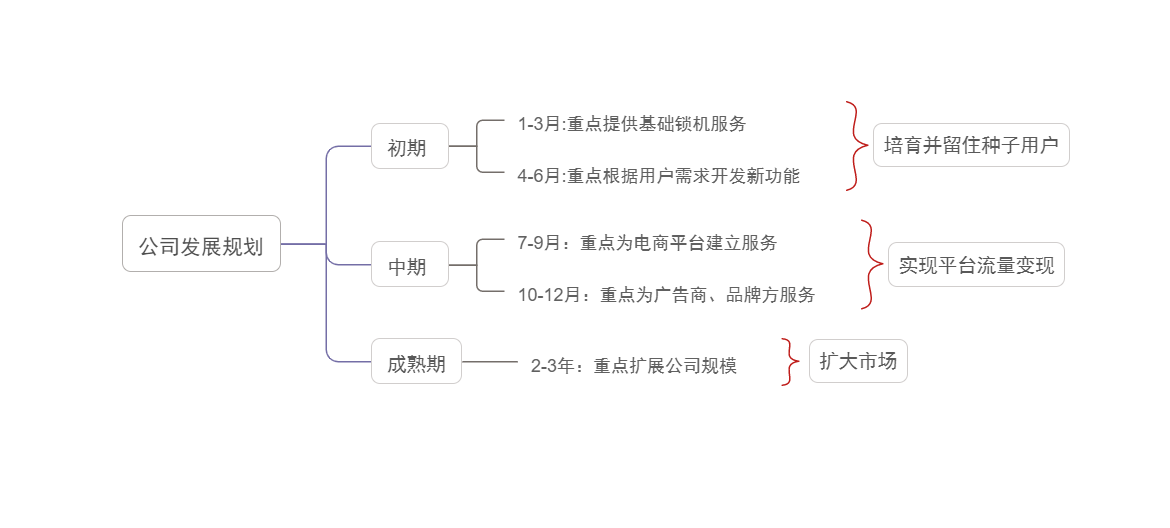 公司发展规划
初期
1-3月:重点提供基础锁机服务
4-6月:重点根据用户需求开发新功能
培育并留住种子用户
中期
7-9月：重点为电商平台建立服务
10-12月：重点为广告商、品牌方服务
实现平台流量变现
成熟期
2-3年：重点扩展公司规模
扩大市场